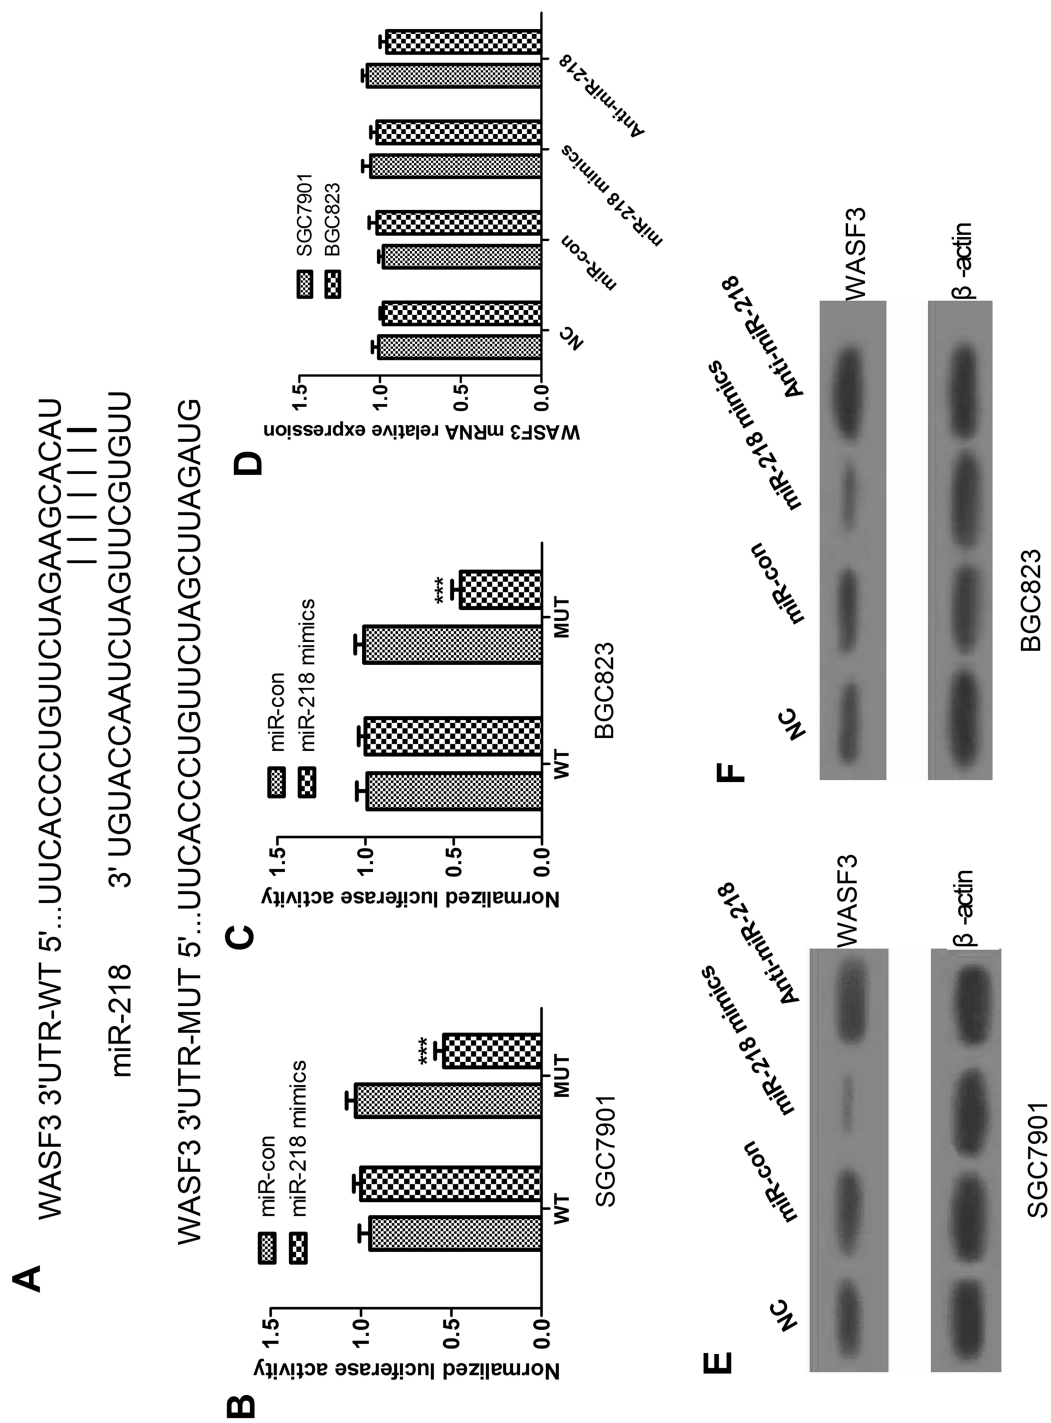 A
WASF3 3'UTR-WT 5'...UUCACCCUGUUCUAGAAGCACAU
miR-218 3' UGUACCAAUCUAGUUCGUGUU
WASF3 3'UTR-MUT 5'...UUCACCCUGUUCUAGCUUAGAUG
B
Normalized luciferase activity
1.5
1.0
0.5
0.0
miR-con
miR-218 mimics
***
WT
MUT
SGC7901
C
Normalized luciferase activity
1.5
1.0
0.5
0.0
miR-con
miR-218 mimics
***
WT
MUT
BGC823
D
WASF3 mRNA relative expression
1.5
1.0
0.5
0.0
SGC7901
BGC823
NC
miR-con
miR-218 mimics
Anti-miR-218
E
NC
miR-con
miR-218 mimics
Anti-miR-218
WASF3
β -actin
SGC7901
F
NC
miR-con
miR-218 mimics
Anti-miR-218
WASF3
β -actin
BGC823